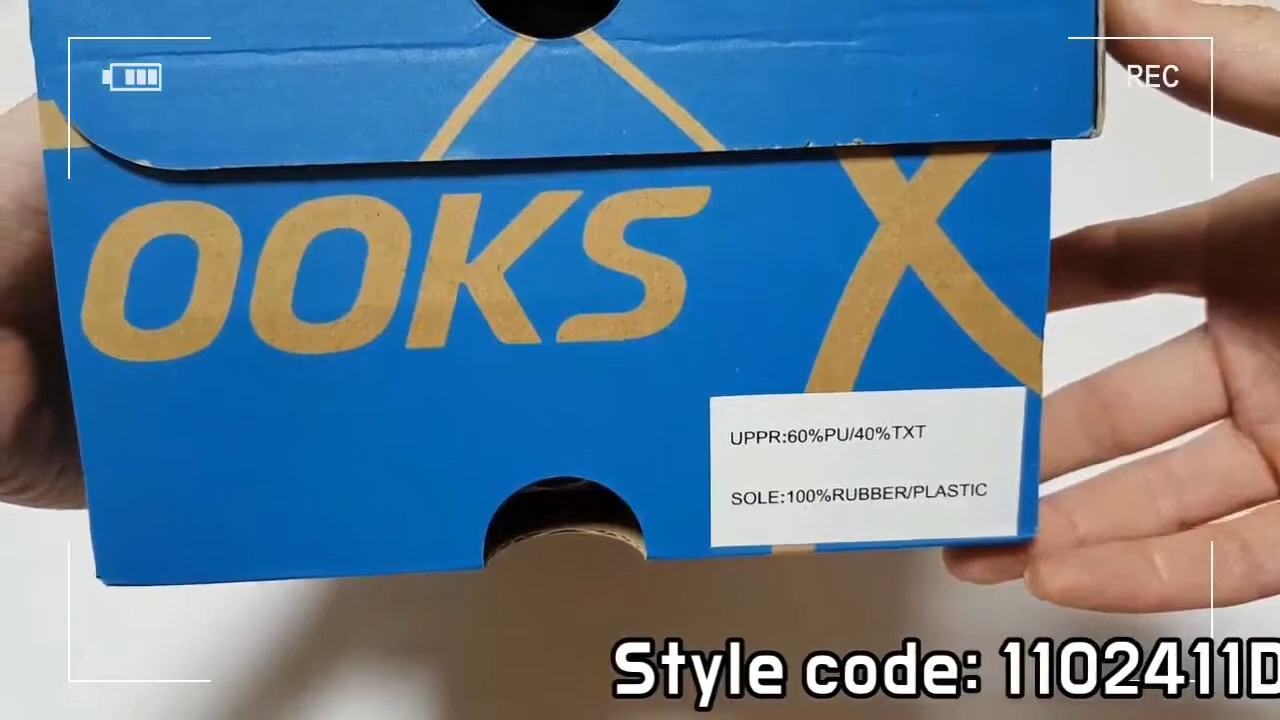 REC
OOKS
UPPR:60%PU/40%TXT
SOLE:100%RUBBER/PLASTIC
Style code: 1102411D